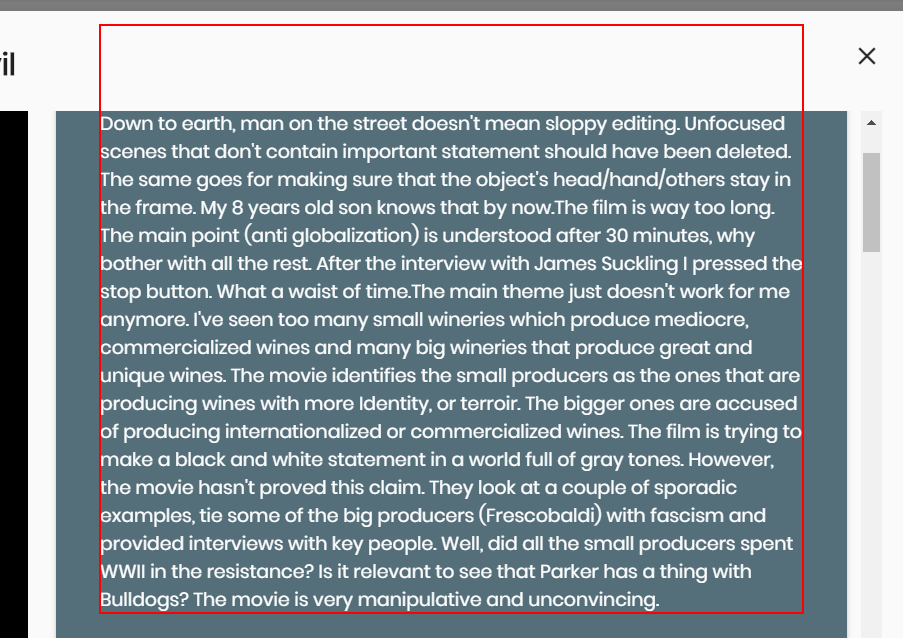 il
Down to earth, man on the street doesn't mean sloppy editing. Unfocused
scenes that don't contain important statement should have been deleted.
The same goes for making sure that the object's head/hand/others stay in
the frame. My 8 years old son knows that by now.The film is way too long.
The main point (anti globalization) is understood after 30 minutes, why
bother with all the rest. After the interview with James Suckling I pressed the
stop button. What a waist of time.The main theme just doesn't work for me
anymore. I've seen too many small wineries which produce mediocre,
commercialized wines and many big wineries that produce great and
unique wines. The movie identifies the small producers as the ones that are
producing wines with more Identity, or terroir. The bigger ones are accused
of producing internationalized or commercialized wines. The film is trying to
make a black and white statement in a world full of gray tones. However,
the movie hasn't proved this claim. They look at a couple of sporadic
examples, tie some of the big producers (Frescobaldi) with fascism and
provided interviews with key people. Well, did all the small producers spent
WWII in the resistance? Is it relevant to see that Parker has a thing with
Bulldogs? The movie is very manipulative and unconvincing.